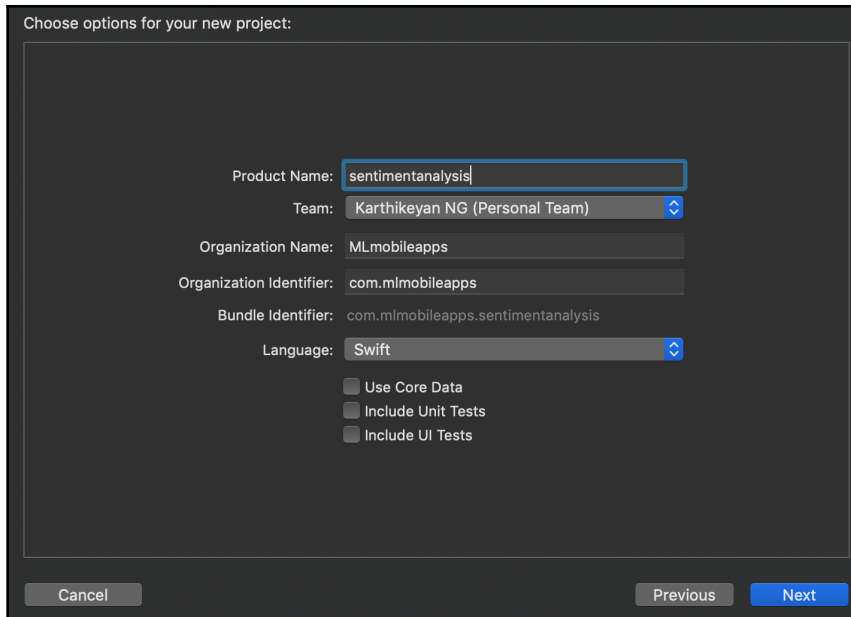 Choose options for your new project:
Product Name: sentimentanalysis
Team: Karthikeyan NG (Personal Team)
Organization Name: MLmobileapps
Organization Identifier: com.mlmobileapps
Bundle Identifier: com.mlmobileapps.sentimentanalysis
Language: Swift
Use Core Data
Include Unit Tests
Include UI Tests
Cancel Previous Next